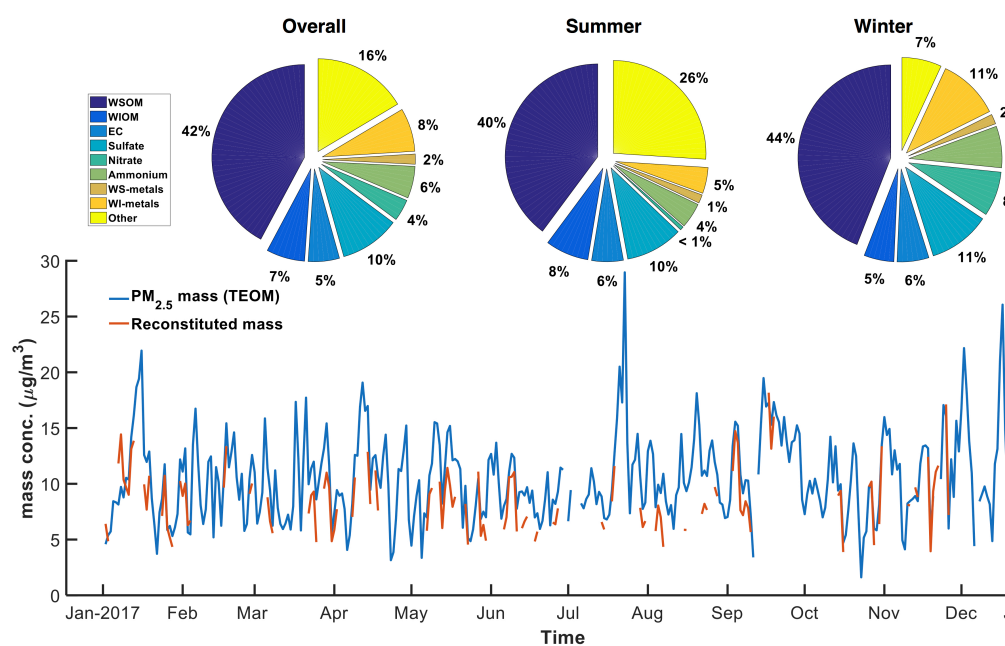 Overall
Summer
Winter
16%
8%
2%
6%
4%
10%
5%
7%
42%
26%
5%
1%
4%
< 1%
10%
6%
8%
40%
7%
11%
2
8
11%
6%
5%
44%
WSOM
WIOM
EC
Sulfate
Nitrate
Ammonium
WS-metals
WI-metals
Other
PM2.5 mass (TEOM)
Reconstituted mass
mass conc. (μg/m³)
30
25
20
15
10
5
0
Jan-2017 Feb Mar Apr May Jun Jul Aug Sep Oct Nov Dec
Time